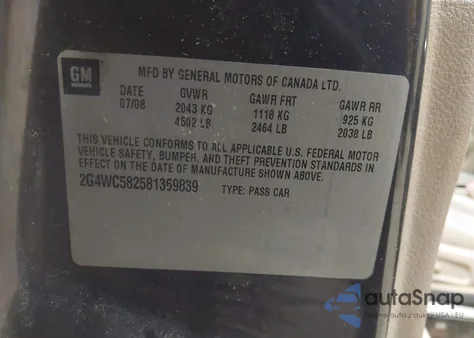 GM
MFD BY GENERAL MOTORS OF CANADA LTD.
DATE GVWR GAWR FRT GAWR RR
07/08 2043 KG 1118 KG 925 KG
4502 LB 2464 LB 2038 LB
THIS VEHICLE CONFORMS TO ALL APPLICABLE U.S. FEDERAL MOTOR
VEHICLE SAFETY, BUMPER, AND THEFT PREVENTION STANDARDS IN
EFFECT ON THE DATE OF MANUFACTURE SHOWN ABOVE.
2G4WC582581369839 TYPE: PASS CAR
autaSnap